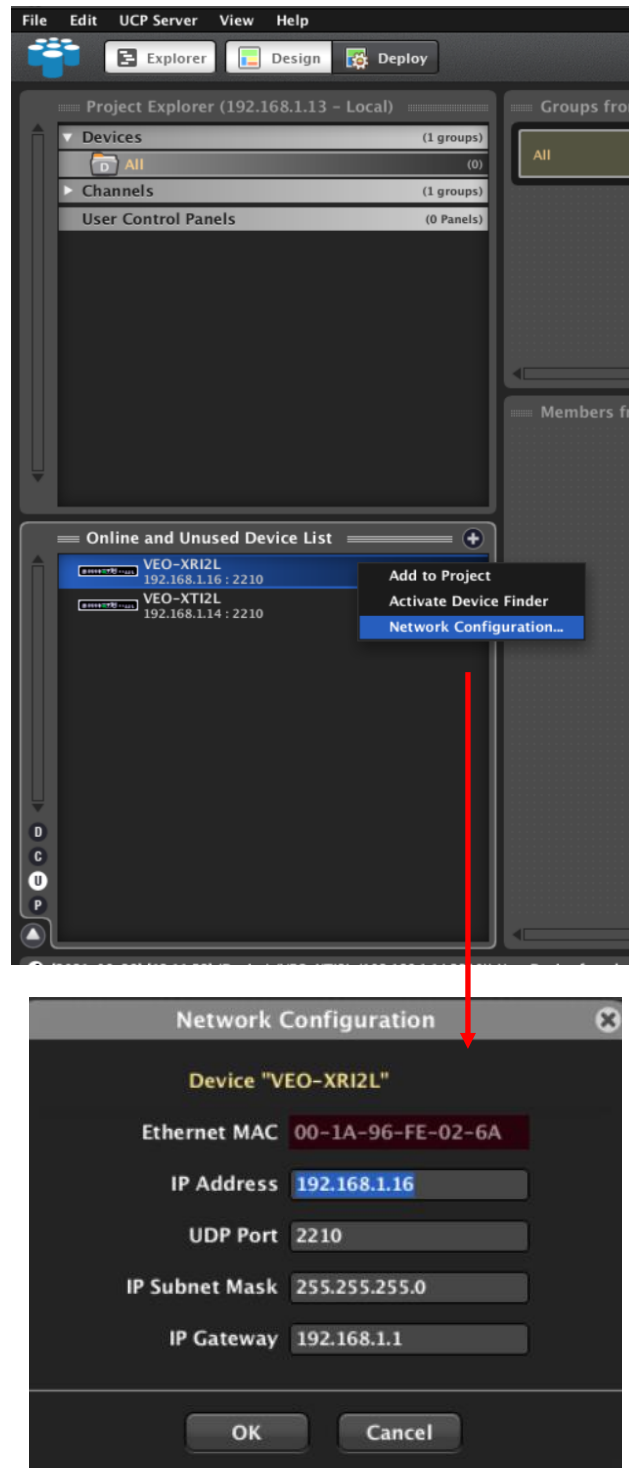 File Edit UCP Server View Help
Explorer Design Deploy
Project Explorer (192.168.1.13 - Local)
Devices (1 groups)
D All (0)
Channels (1 groups)
User Control Panels (0 Panels)
Groups fro
All
Members fr
Online and Unused Device List
VEO-XRI2L
192.168.1.16 : 2210
VEO-XTI2L
192.168.1.14 : 2210
Add to Project
Activate Device Finder
Network Configuration...
D
C
U
P
Network Configuration
Device "VEO-XRI2L"
Ethernet MAC 00-1A-96-FE-02-6A
IP Address 192.168.1.16
UDP Port 2210
IP Subnet Mask 255.255.255.0
IP Gateway 192.168.1.1
OK Cancel